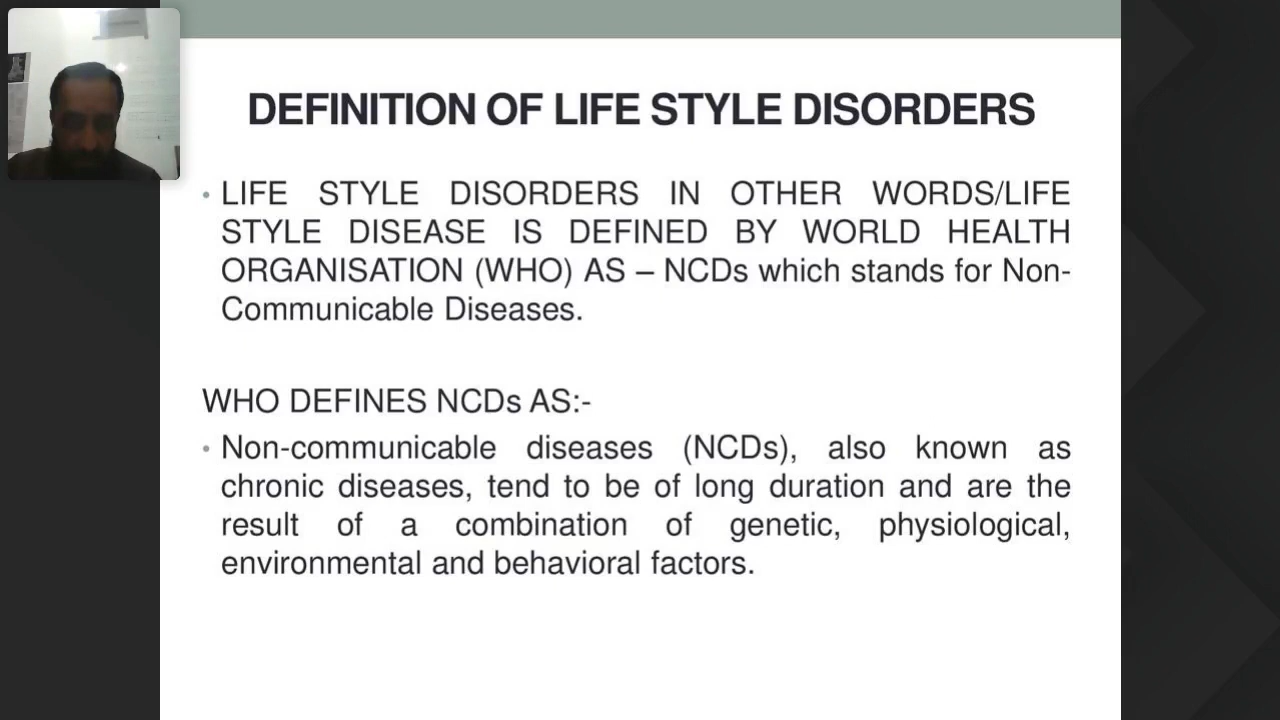 DEFINITION OF LIFE STYLE DISORDERS
• LIFE STYLE DISORDERS IN OTHER WORDS/LIFE
STYLE DISEASE IS DEFINED BY WORLD HEALTH
ORGANISATION (WHO) AS – NCDs which stands for Non-
Communicable Diseases.
WHO DEFINES NCDs AS:-
• Non-communicable diseases (NCDs), also known as
chronic diseases, tend to be of long duration and are the
result of a combination of genetic, physiological,
environmental and behavioral factors.